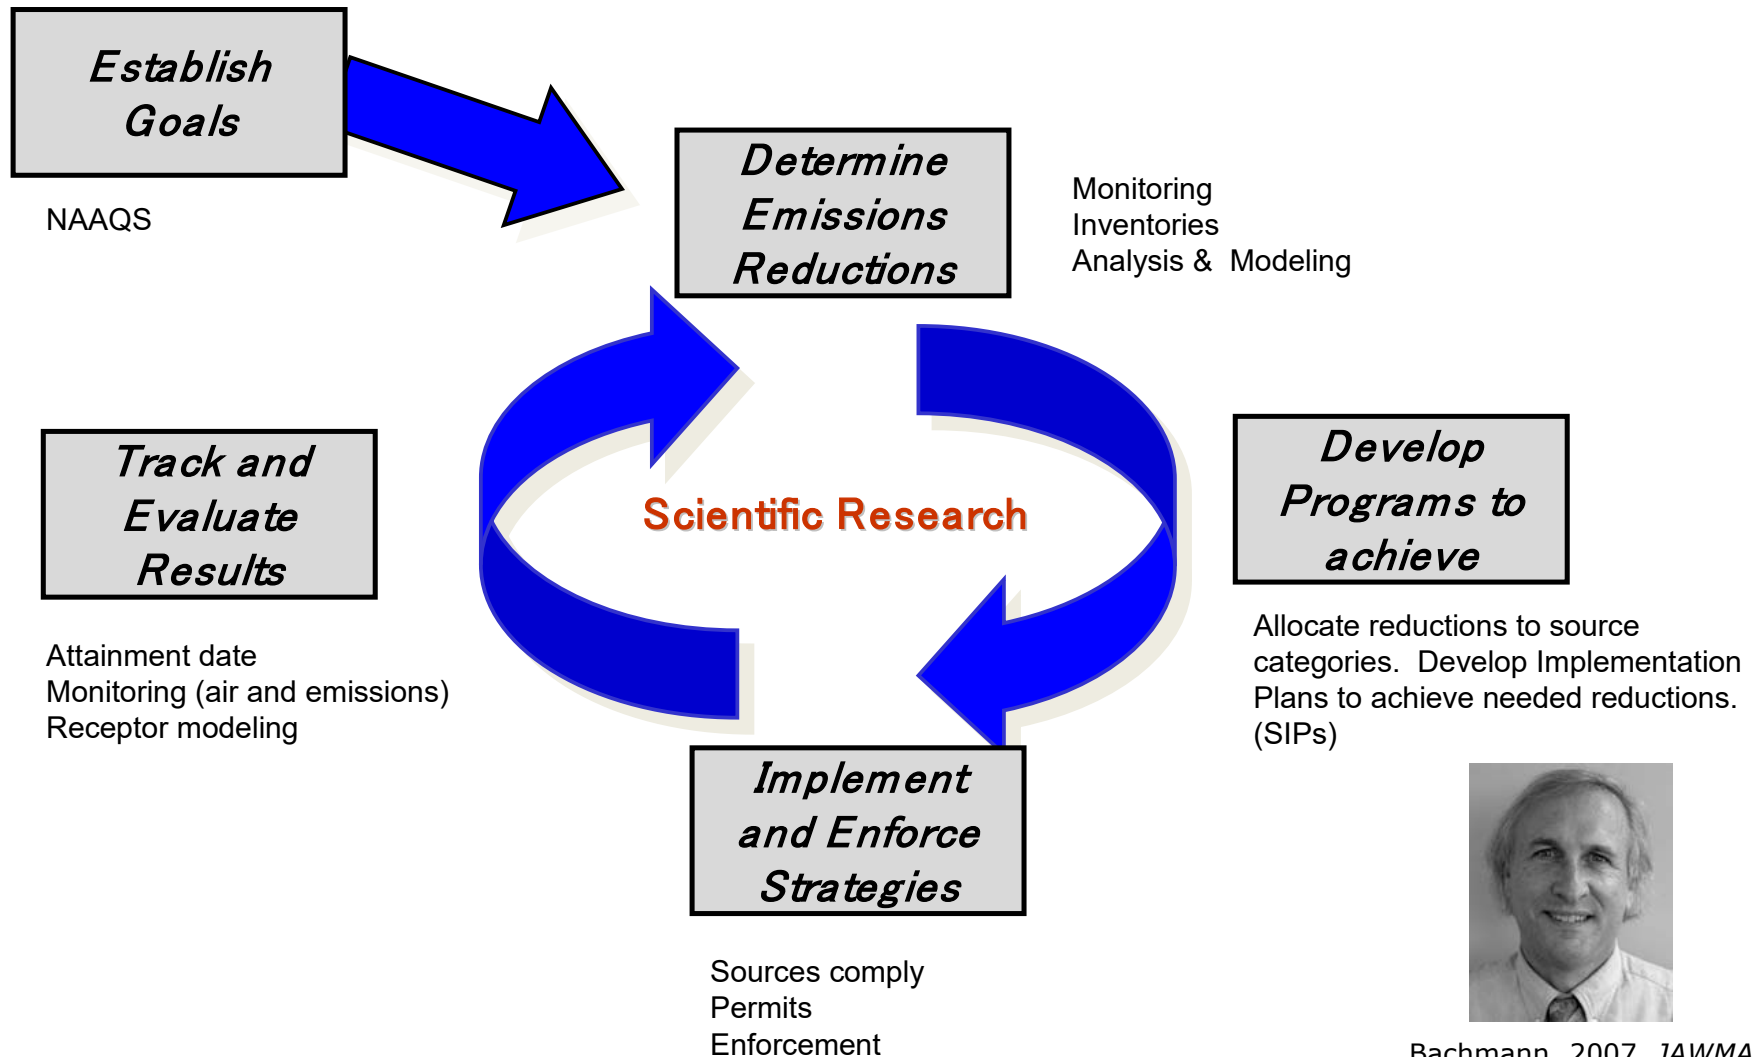 Establish
Goals
NAAQS
Determine
Emissions
Reductions
Monitoring
Inventories
Analysis & Modeling
Track and
Evaluate
Results
Attainment date
Monitoring (air and emissions)
Receptor modeling
Scientific Research
Develop
Programs to
achieve
Allocate reductions to source
categories. Develop Implementation
Plans to achieve needed reductions.
(SIPs)
Implement
and Enforce
Strategies
Sources comply
Permits
Enforcement
Bachmann, 2007, JAWMA